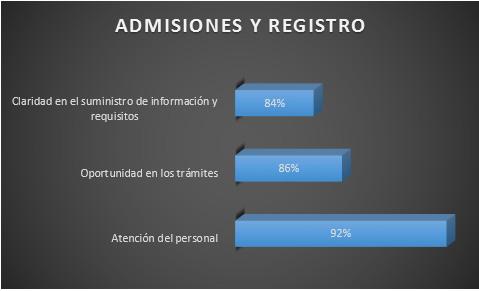 ADMISIONES Y REGISTRO
Claridad en el suministro de información y
requisitos
84%
Oportunidad en los trámites
86%
Atención del personal
92%